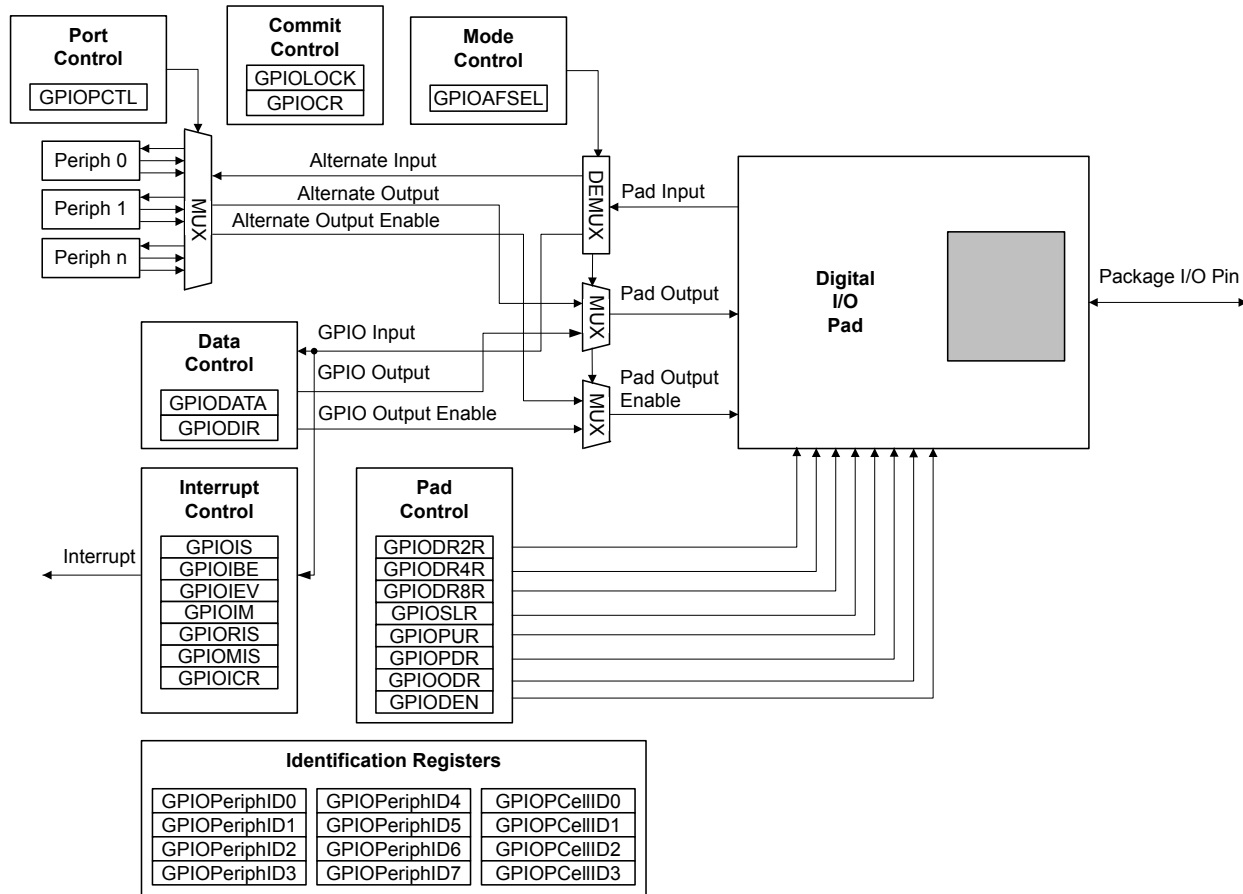 Port
Control
GPIOPCTL
Commit
Control
GPIOLOCK
GPIOCR
Mode
Control
GPIOAFSEL
Periph 0
Periph 1
Periph n
MUX
Alternate Input
Alternate Output
Alternate Output Enable
DEMUX
Pad Input
MUX
Pad Output
MUX
Pad Output
Enable
Digital
I/O
Pad
Package I/O Pin
Data
Control
GPIODATA
GPIODIR
GPIO Input
GPIO Output
GPIO Output Enable
Interrupt
Interrupt
Control
GPIOIS
GPIOIBE
GPIOIEV
GPIOIM
GPIORIS
GPIOMIS
GPIOICR
Pad
Control
GPIODR2R
GPIODR4R
GPIODR8R
GPIOSLR
GPIOPUR
GPIOPDR
GPIOODR
GPIODEN
Identification Registers
GPIOPeriphID0
GPIOPeriphID1
GPIOPeriphID2
GPIOPeriphID3
GPIOPeriphID4
GPIOPeriphID5
GPIOPeriphID6
GPIOPeriphID7
GPIOPCellID0
GPIOPCellID1
GPIOPCellID2
GPIOPCellID3